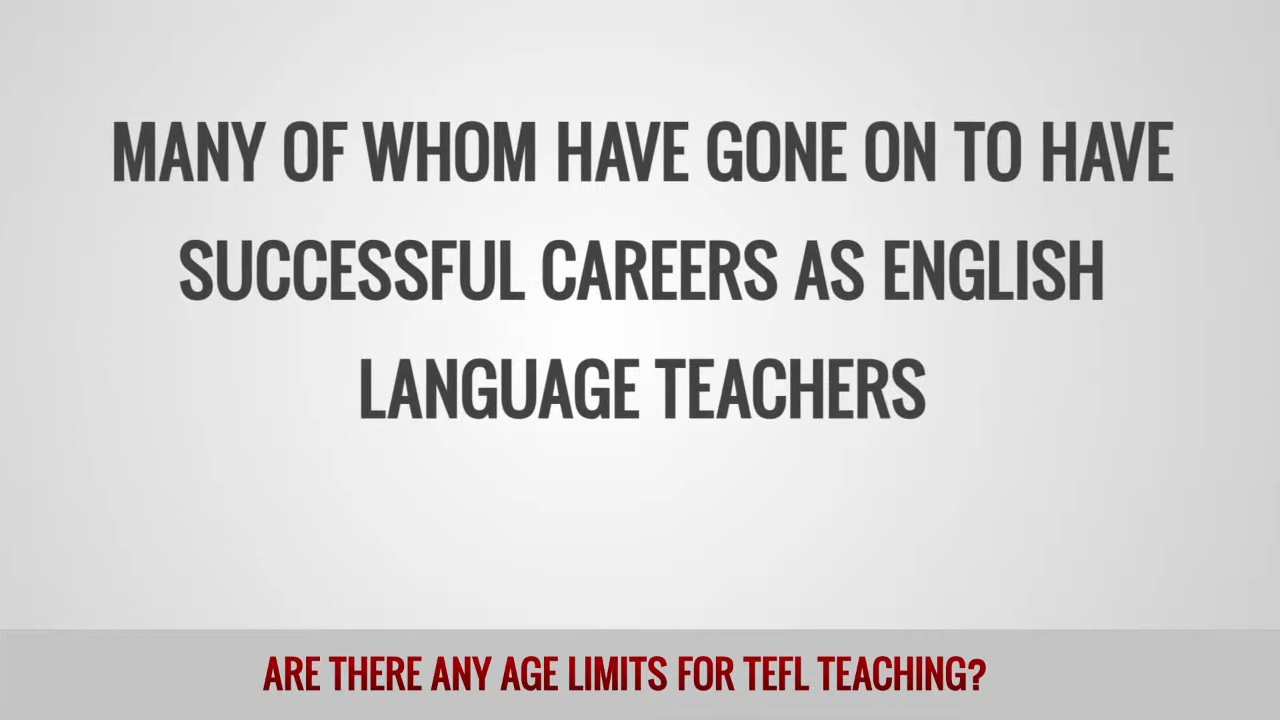 MANY OF WHOM HAVE GONE ON TO HAVE
SUCCESSFUL CAREERS AS ENGLISH
LANGUAGE TEACHERS
ARE THERE ANY AGE LIMITS FOR TEFL TEACHING?